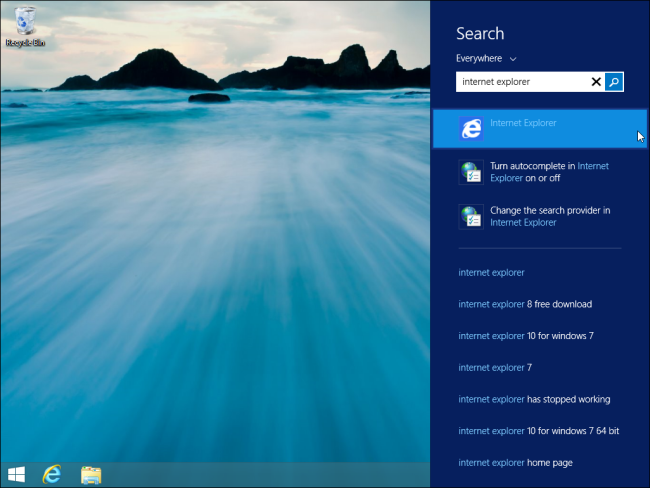 Recycle Bin
Search
Everywhere
internet explorer
Internet Explorer
Turn autocomplete in Internet
Explorer on or off
Change the search provider in
Internet Explorer
internet explorer
internet explorer 8 free download
internet explorer 10 for windows 7
internet explorer 7
internet explorer has stopped working
internet explorer 10 for windows 7 64 bit
internet explorer home page